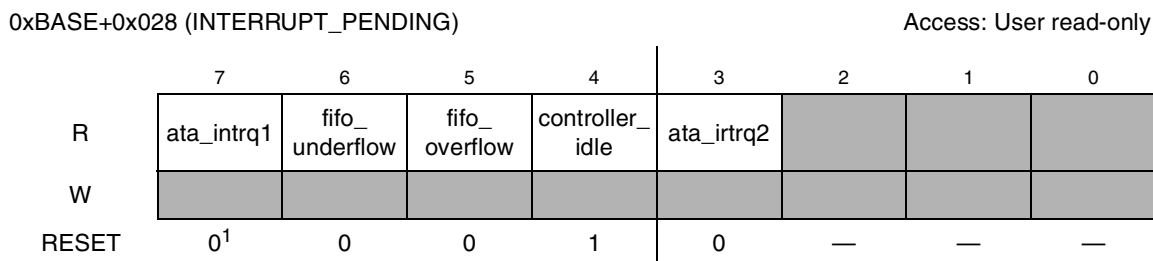 0xBASE+0x028 (INTERRUPT_PENDING) Access: User read-only
7 6 5 4 3 2 1 0
R ata_intrq1 fifo_ underflow fifo_ overflow controller_ idle ata_irtrq2
W
RESET 0¹ 0 0 1 0 — — —